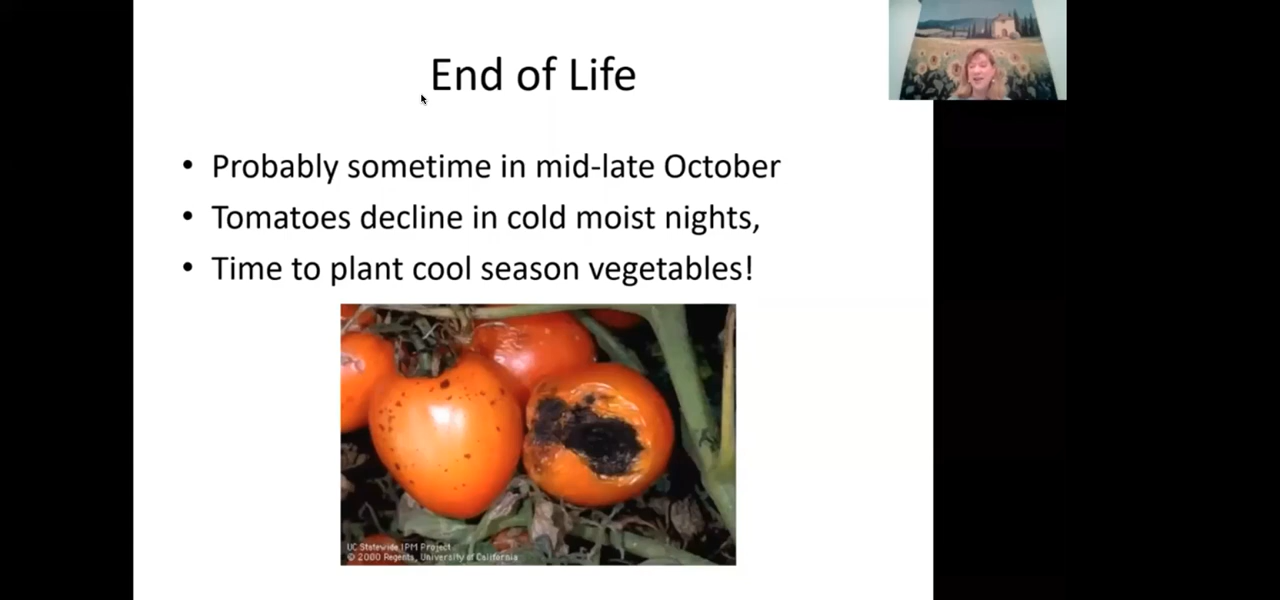 End of Life
• Probably sometime in mid-late October
• Tomatoes decline in cold moist nights,
• Time to plant cool season vegetables!
UC Statewide IPM Project
© 2000 Regents, University of California